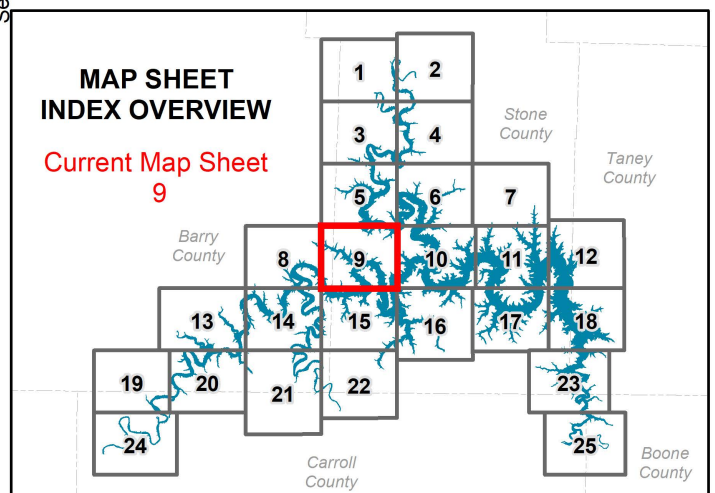 Se
MAP SHEET
INDEX OVERVIEW
Current Map Sheet
9
1
2
Stone
County
3
4
Taney
County
5
6
7
Barry
County
8
9
10
11
12
13
14
15
16
17
18
19
20
21
22
23
24
25
Carroll
County
Boone
County